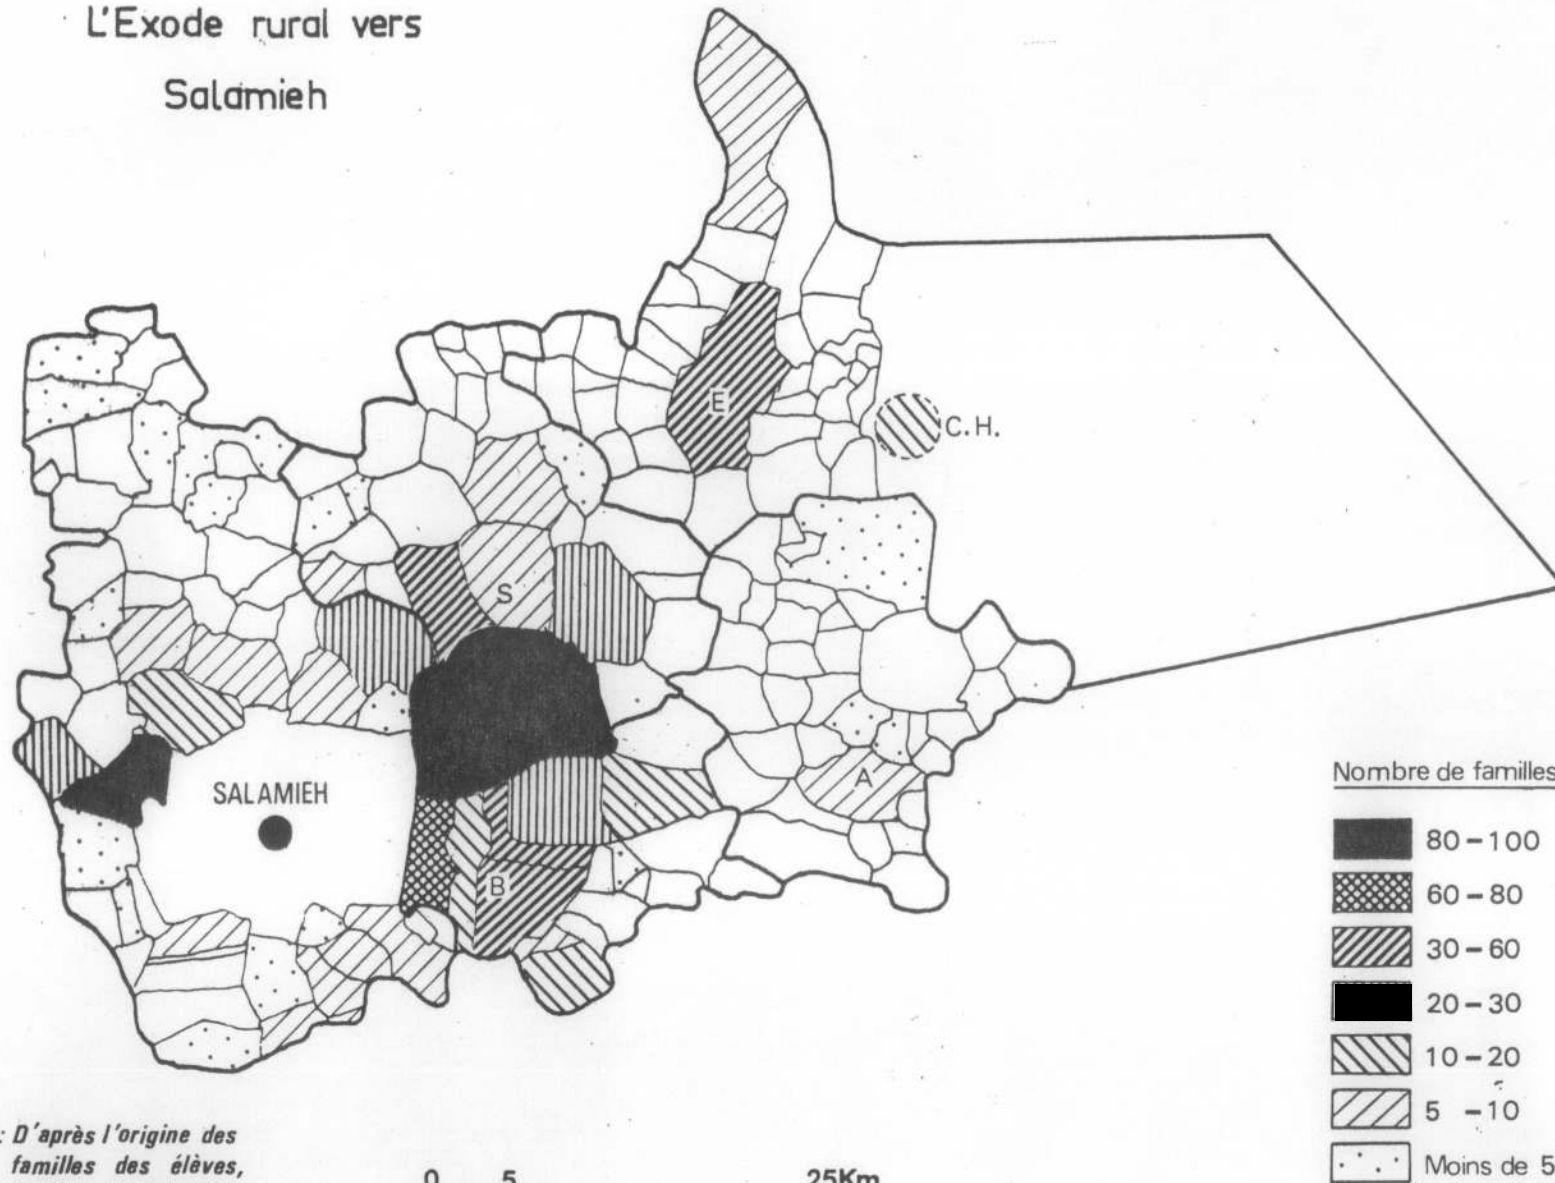 L'Exode rural vers
Salamieh
E
C.H.
S
A
SALAMIEH
B
Nombre de familles
80-100
60-80
30-60
20-30
10-20
5 -10
Moins de 5
: D'après l'origine des
familles des élèves,
0 5 25Km